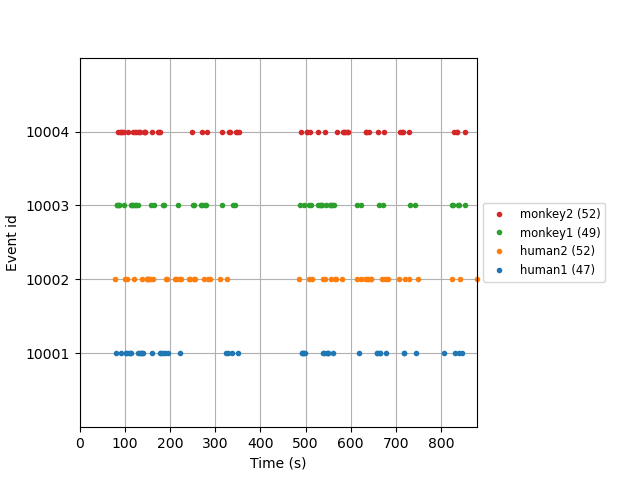 10004
10003
10002
10001
Event id
0 100 200 300 400 500 600 700 800
Time (s)
monkey2 (52)
monkey1 (49)
human2 (52)
human1 (47)